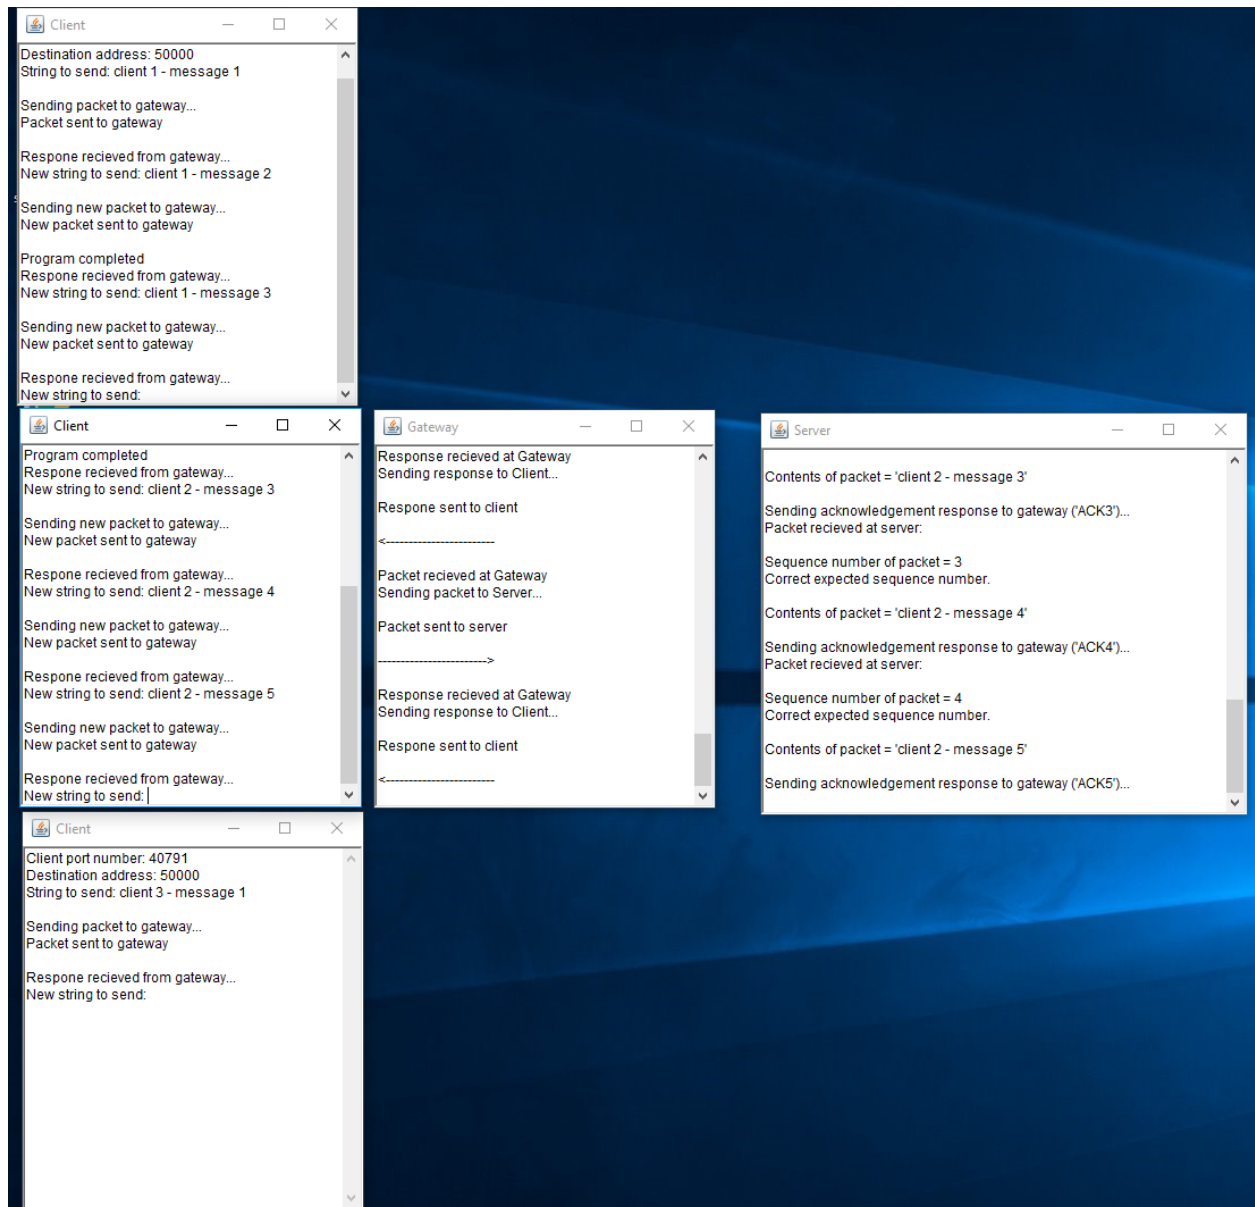 Client
Destination address: 50000
String to send: client 1 - message 1
Sending packet to gateway...
Packet sent to gateway
Respone recieved from gateway...
New string to send: client 1 - message 2
Sending new packet to gateway...
New packet sent to gateway
Program completed
Respone recieved from gateway...
New string to send: client 1 - message 3
Sending new packet to gateway...
New packet sent to gateway
Respone recieved from gateway...
New string to send:
Client
Program completed
Respone recieved from gateway...
New string to send: client 2 - message 3
Sending new packet to gateway...
New packet sent to gateway
Respone recieved from gateway...
New string to send: client 2 - message 4
Sending new packet to gateway...
New packet sent to gateway
Respone recieved from gateway...
New string to send: client 2 - message 5
Sending new packet to gateway...
New packet sent to gateway
Respone recieved from gateway...
New string to send:
Gateway
Response recieved at Gateway
Sending response to Client...
Respone sent to client
<------------------------
Packet recieved at Gateway
Sending packet to Server...
Packet sent to server
------------------------>
Response recieved at Gateway
Sending response to Client...
Respone sent to client
<------------------------
Server
Contents of packet = 'client 2 - message 3'
Sending acknowledgement response to gateway ('ACK3')...
Packet recieved at server:
Sequence number of packet = 3
Correct expected sequence number.
Contents of packet = 'client 2 - message 4'
Sending acknowledgement response to gateway ('ACK4')...
Packet recieved at server:
Sequence number of packet = 4
Correct expected sequence number.
Contents of packet = 'client 2 - message 5'
Sending acknowledgement response to gateway ('ACK5')...
Client
Client port number: 40791
Destination address: 50000
String to send: client 3 - message 1
Sending packet to gateway...
Packet sent to gateway
Respone recieved from gateway...
New string to send: